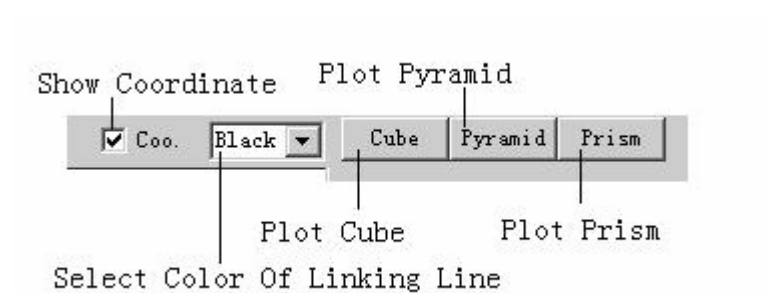 Plot Pyramid
Show Coordinate
Coo. Black Cube Pyramid Prism
Plot Cube Plot Prism
Select Color Of Linking Line